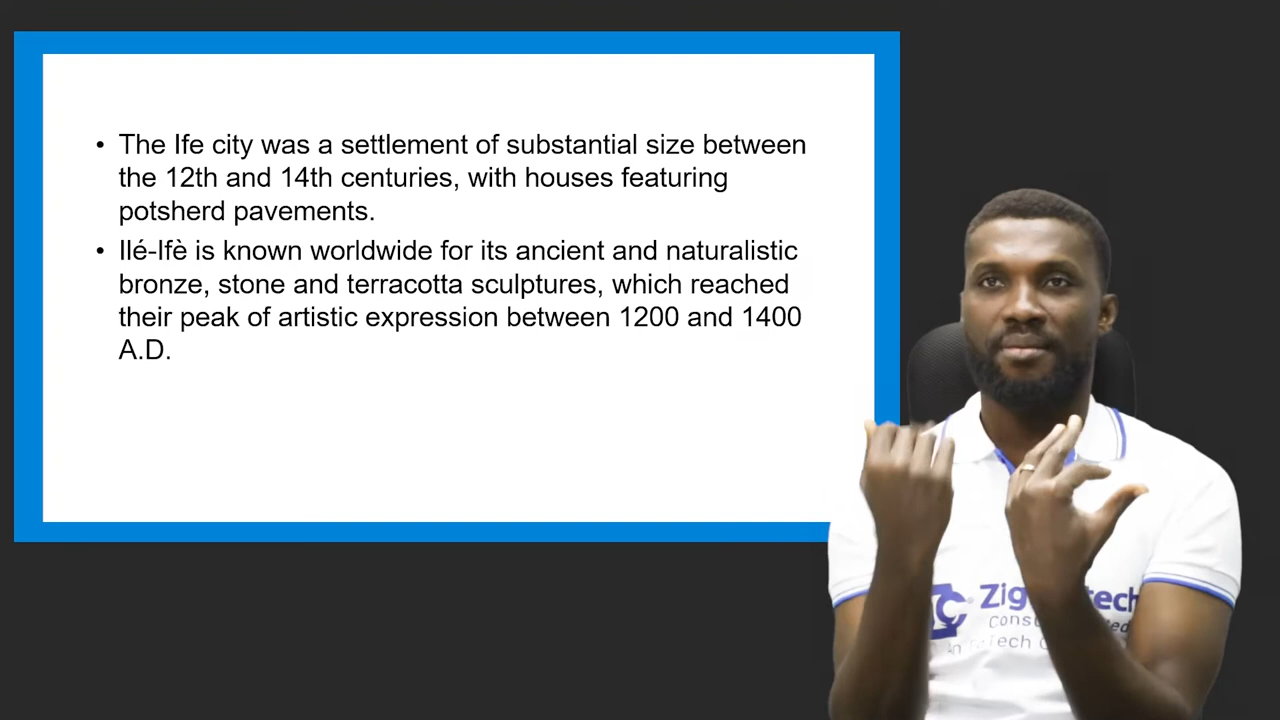 • The Ife city was a settlement of substantial size between
the 12th and 14th centuries, with houses featuring
potsherd pavements.
• Ilé-Ifè is known worldwide for its ancient and naturalistic
bronze, stone and terracotta sculptures, which reached
their peak of artistic expression between 1200 and 1400
A.D.